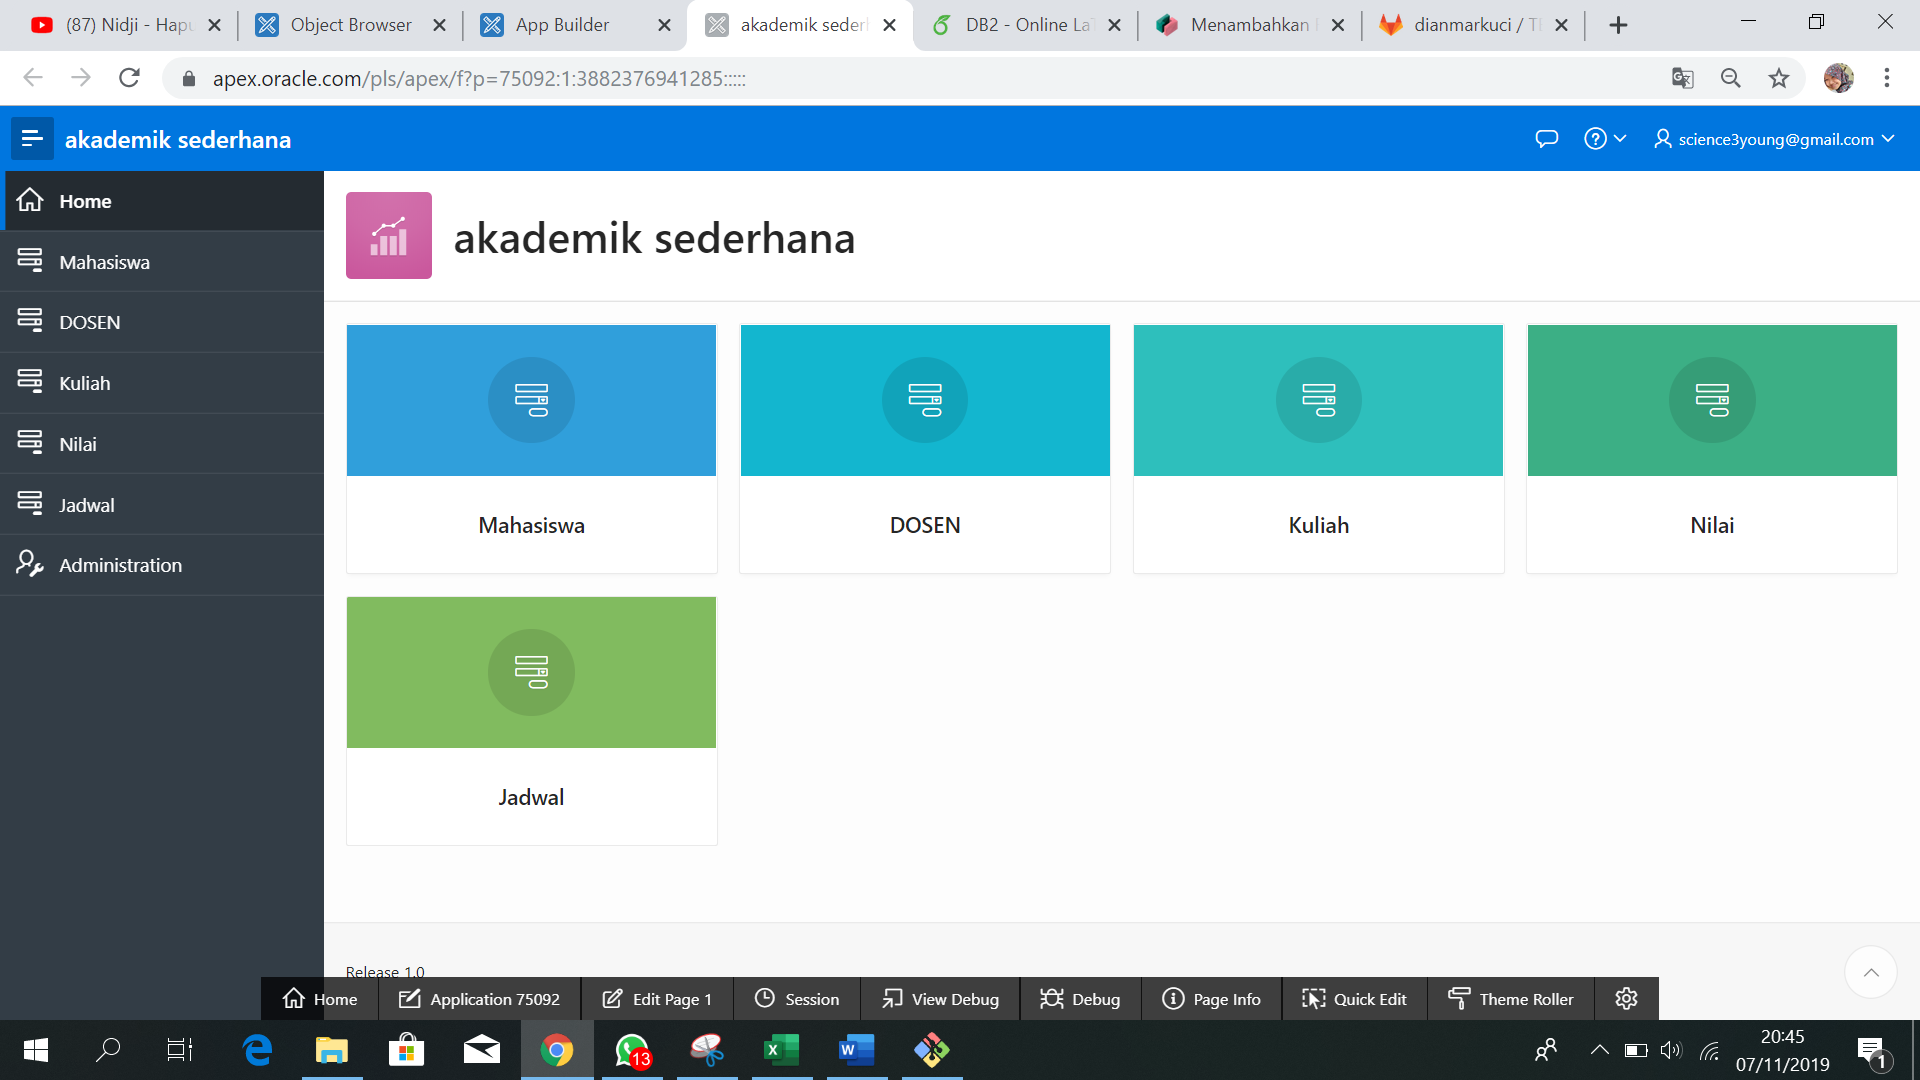 (87) Nidji - Hapu
Object Browser
App Builder
akademik sederh
DB2 - Online LaT
Menambahkan
dianmarkuci / T
apex.oracle.com/pls/apex/f?p=75092:1:3882376941285:::::
akademik sederhana
science3young@gmail.com
Home
Mahasiswa
DOSEN
Kuliah
Nilai
Jadwal
Administration
akademik sederhana
Mahasiswa
DOSEN
Kuliah
Nilai
Jadwal
Release 1.0
Home
Application 75092
Edit Page 1
Session
View Debug
Debug
Page Info
Quick Edit
Theme Roller
13
20:45
07/11/2019
1